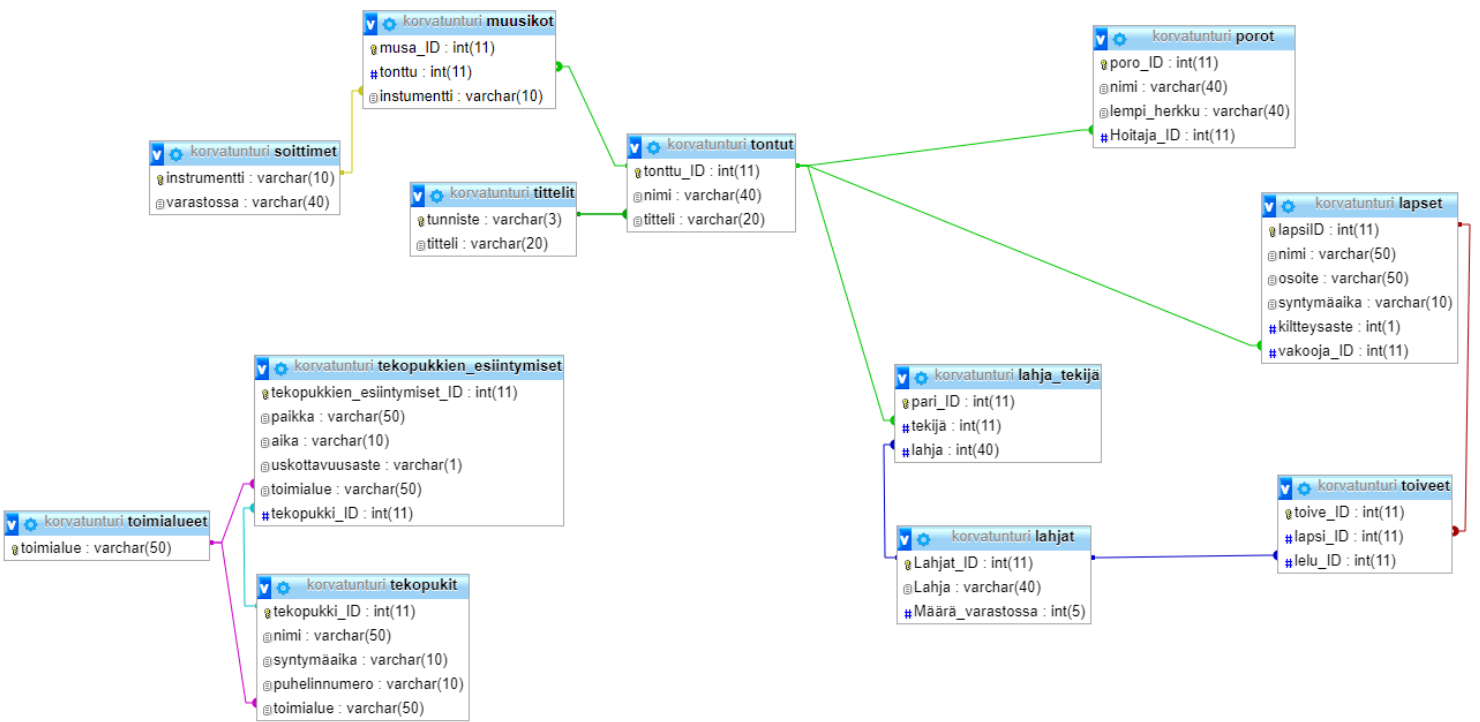 korvatunturi muusikot
musa_ID : int(11)
tonttu : int(11)
instumentti : varchar(10)
korvatunturi porot
poro_ID : int(11)
nimi : varchar(40)
lempi_herkku : varchar(40)
Hoitaja_ID : int(11)
korvatunturi soittimet
instrumentti : varchar(10)
varastossa : varchar(40)
korvatunturi tontut
tonttu_ID : int(11)
nimi : varchar(40)
titteli : varchar(20)
korvatunturi tittelit
tunniste : varchar(3)
titteli : varchar(20)
korvatunturi lapset
lapsiID : int(11)
nimi : varchar(50)
osoite : varchar(50)
syntymäaika : varchar(10)
kiltteysaste : int(1)
vakooja_ID : int(11)
korvatunturi tekopukkien_esiintymiset
tekopukkien_esiintymiset_ID : int(11)
paikka : varchar(50)
aika : varchar(10)
uskottavuusaste : varchar(1)
toimialue : varchar(50)
tekopukki_ID : int(11)
korvatunturi lahja_tekijä
pari_ID : int(11)
tekijä : int(11)
lahja : int(40)
korvatunturi toiveet
toive_ID : int(11)
lapsi_ID : int(11)
lelu_ID : int(11)
korvatunturi toimialueet
toimialue : varchar(50)
korvatunturi lahjat
Lahjat_ID : int(11)
Lahja : varchar(40)
Määrä_varastossa : int(5)
korvatunturi tekopukit
tekopukki_ID : int(11)
nimi : varchar(50)
syntymäaika : varchar(10)
puhelinnumero : varchar(10)
toimialue : varchar(50)